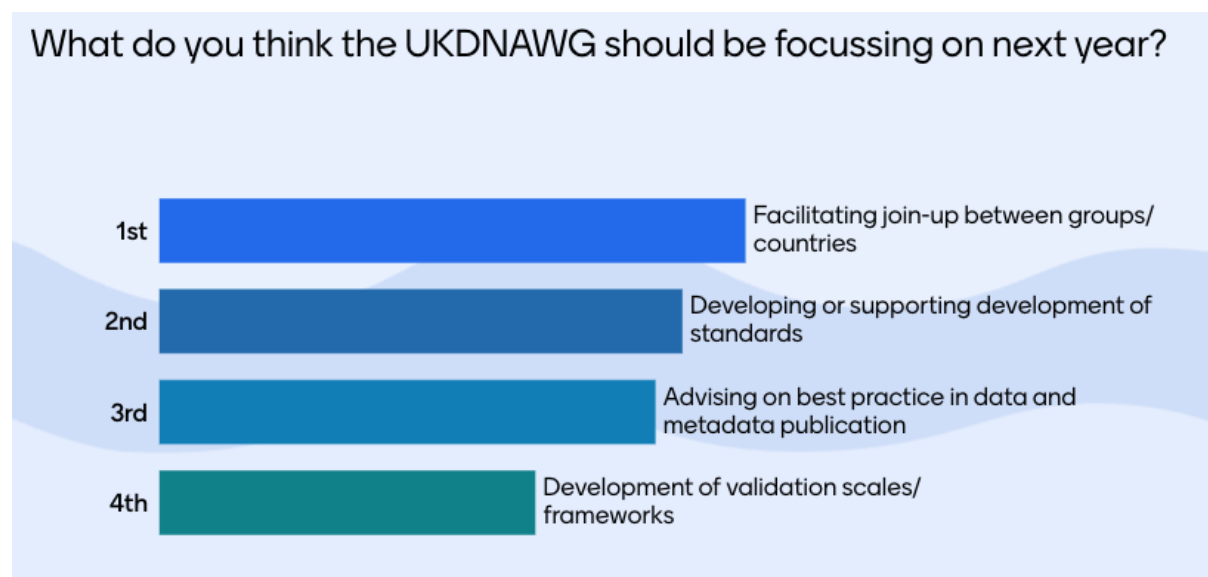 What do you think the UKDNAWG should be focussing on next year?
1st
Facilitating join-up between groups/
countries
2nd
Developing or supporting development of
standards
3rd
Advising on best practice in data and
metadata publication
4th
Development of validation scales/
frameworks